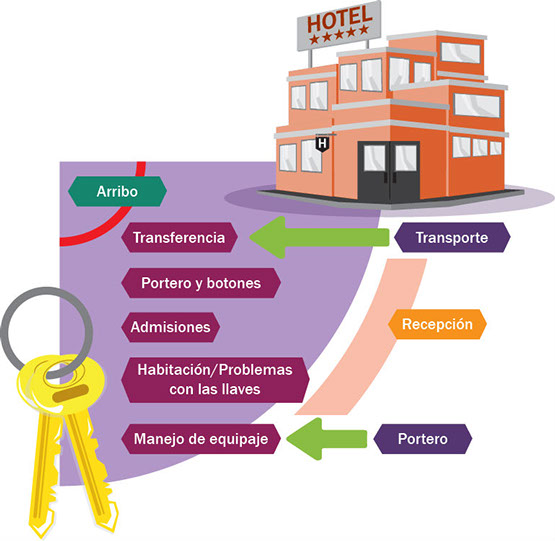 HOTEL
H
Arribo
Transferencia
Transporte
Portero y botones
Admisiones
Recepción
Habitación/Problemas
con las llaves
Manejo de equipaje
Portero